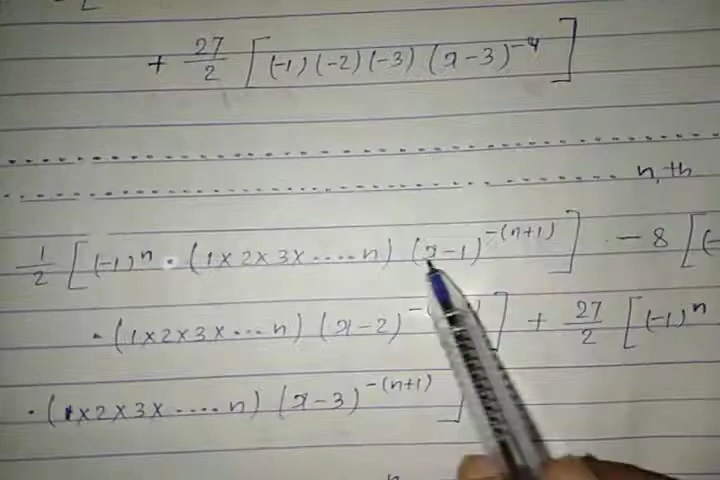 + 27/2 [(-1)(-2)(-3)(x-3)^-4]
n, th
1/2 [(-1)^n · (1×2×3×....n) (x-1)^-(n+1)] - 8 [(-
· (1×2×3×...n) (x-2)^- ] + 27/2 [(-1)^n
· (1×2×3×....n) (x-3)^-(n+1)]